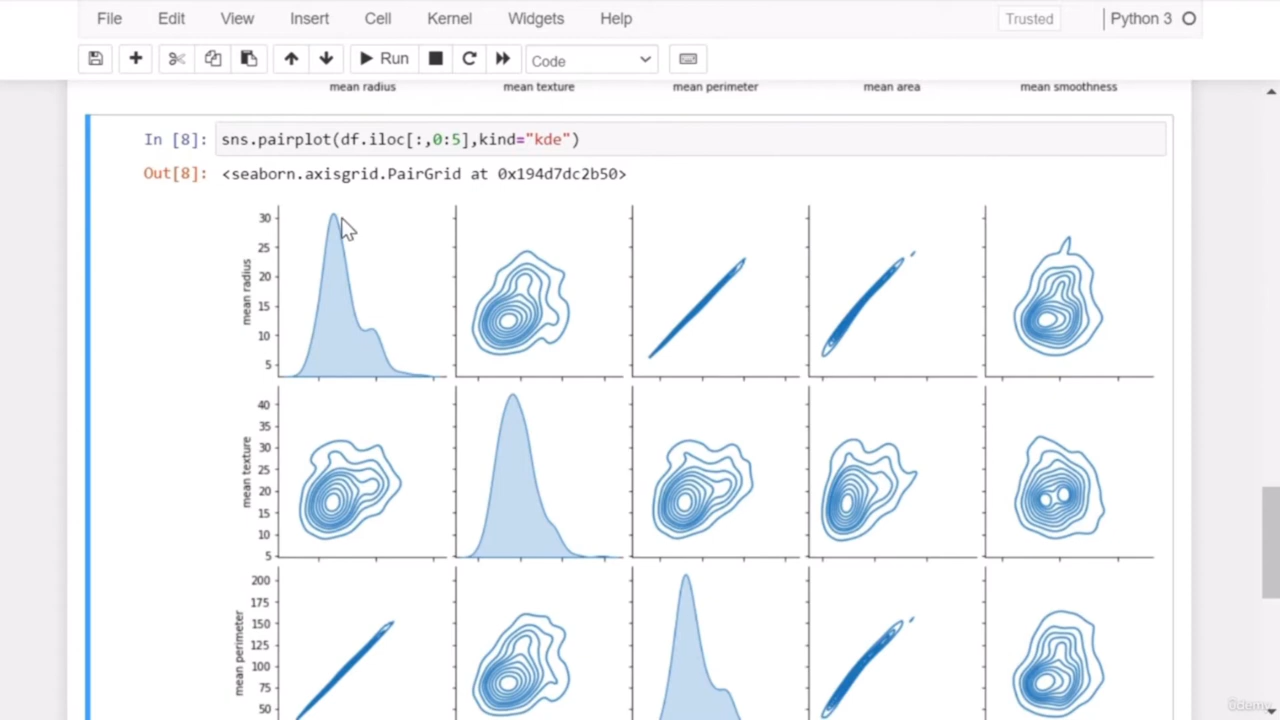 File Edit View Insert Cell Kernel Widgets Help Trusted Python 3
Run Code
mean radius mean texture mean perimeter mean area mean smoothness
In [8]: sns.pairplot(df.iloc[:,0:5],kind="kde")
Out[8]: <seaborn.axisgrid.PairGrid at 0x194d7dc2b50>
mean radius
30
25
20
15
10
5
mean texture
40
35
30
25
20
15
10
5
mean perimeter
200
175
150
125
100
75
50
ûdemy